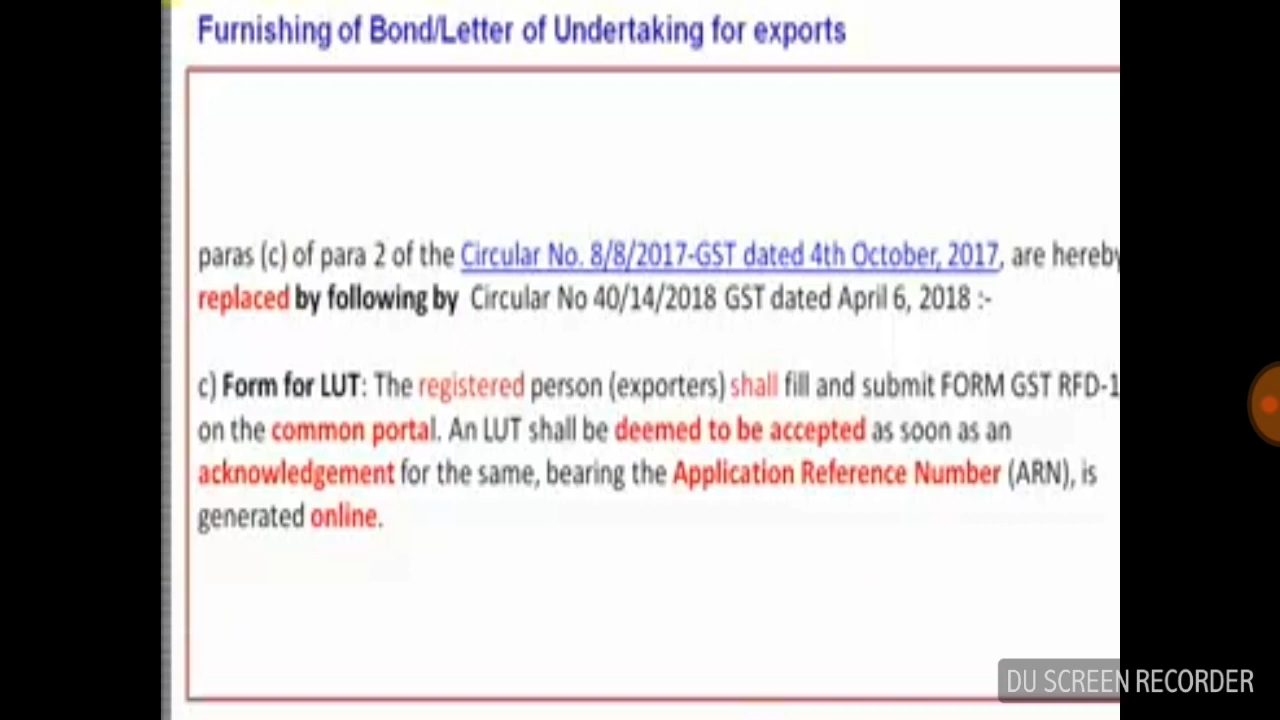 Furnishing of Bond/Letter of Undertaking for exports
paras (c) of para 2 of the Circular No. 8/8/2017-GST dated 4th October, 2017, are hereby
replaced by following by Circular No 40/14/2018 GST dated April 6, 2018 :-
c) Form for LUT: The registered person (exporters) shall fill and submit FORM GST RFD-1
on the common portal. An LUT shall be deemed to be accepted as soon as an
acknowledgement for the same, bearing the Application Reference Number (ARN), is
generated online.
DU SCREEN RECORDER